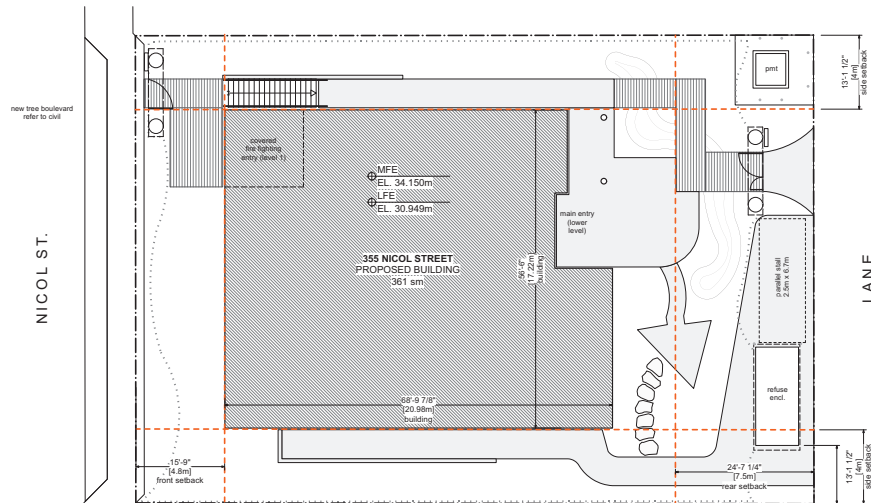 new tree boulevard
refer to civil
NICOL ST.
covered
fire fighting
entry (level 1)
MFE
EL. 34.150m
LFE
EL. 30.949m
355 NICOL STREET
PROPOSED BUILDING
361 sm
56'-6"
[17.22m]
building
68'-9 7/8"
[20.98m]
building
main entry
(lower
level)
pmt
13'-1 1/2"
[4m]
side setback
parallel stall
2.5m x 6.7m
LANE
refuse
encl.
15'-9"
[4.8m]
front setback
24'-7 1/4"
[7.5m]
rear setback
13'-1 1/2"
[4m]
side setback